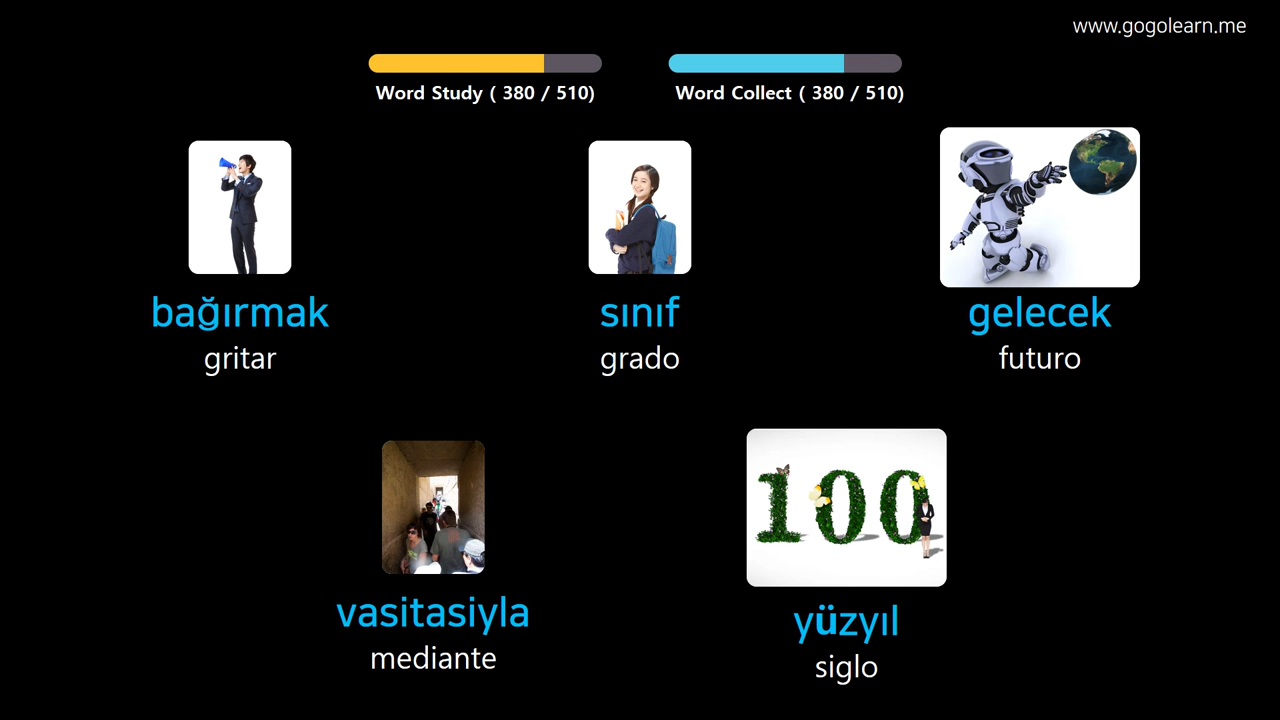 www.gogolearn.me
Word Study ( 380 / 510)
Word Collect ( 380 / 510)
bağırmak
gritar
sınıf
grado
gelecek
futuro
vasitasiyla
mediante
100
yüzyıl
siglo